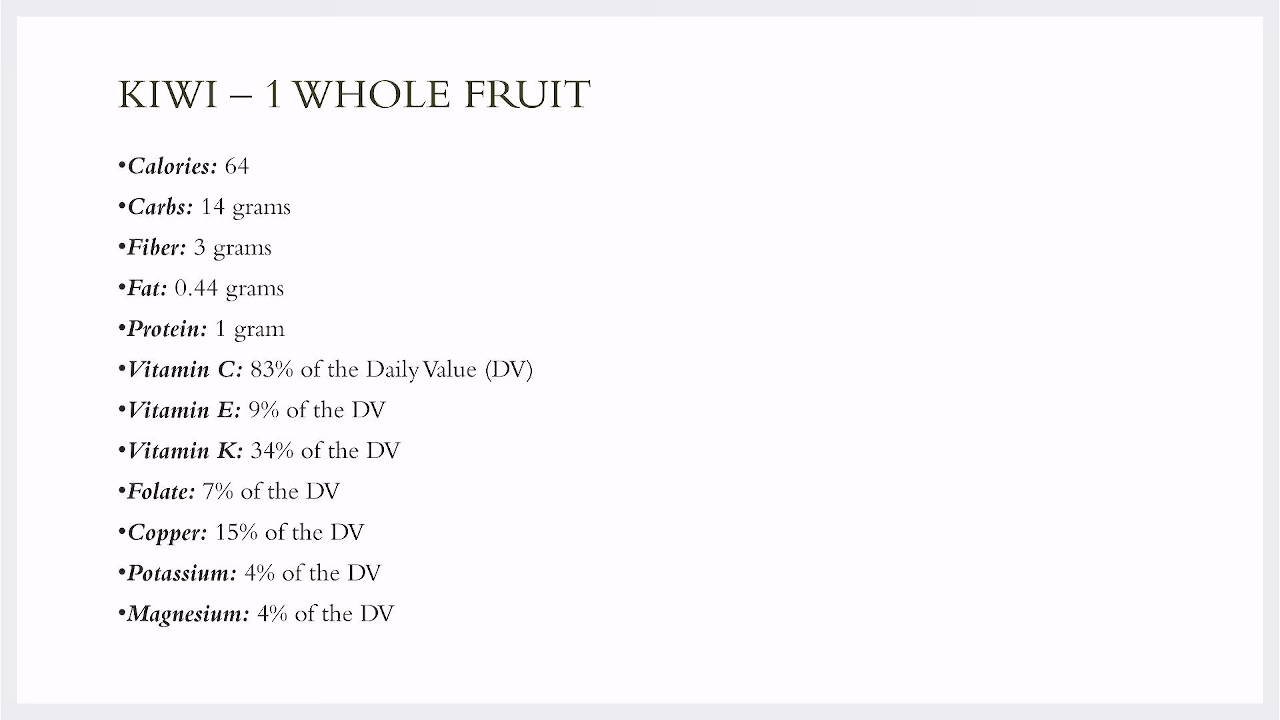 KIWI – 1 WHOLE FRUIT
•Calories: 64
•Carbs: 14 grams
•Fiber: 3 grams
•Fat: 0.44 grams
•Protein: 1 gram
•Vitamin C: 83% of the Daily Value (DV)
•Vitamin E: 9% of the DV
•Vitamin K: 34% of the DV
•Folate: 7% of the DV
•Copper: 15% of the DV
•Potassium: 4% of the DV
•Magnesium: 4% of the DV